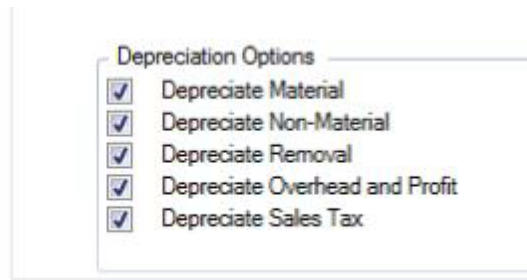 Depreciation Options
Depreciate Material
Depreciate Non-Material
Depreciate Removal
Depreciate Overhead and Profit
Depreciate Sales Tax